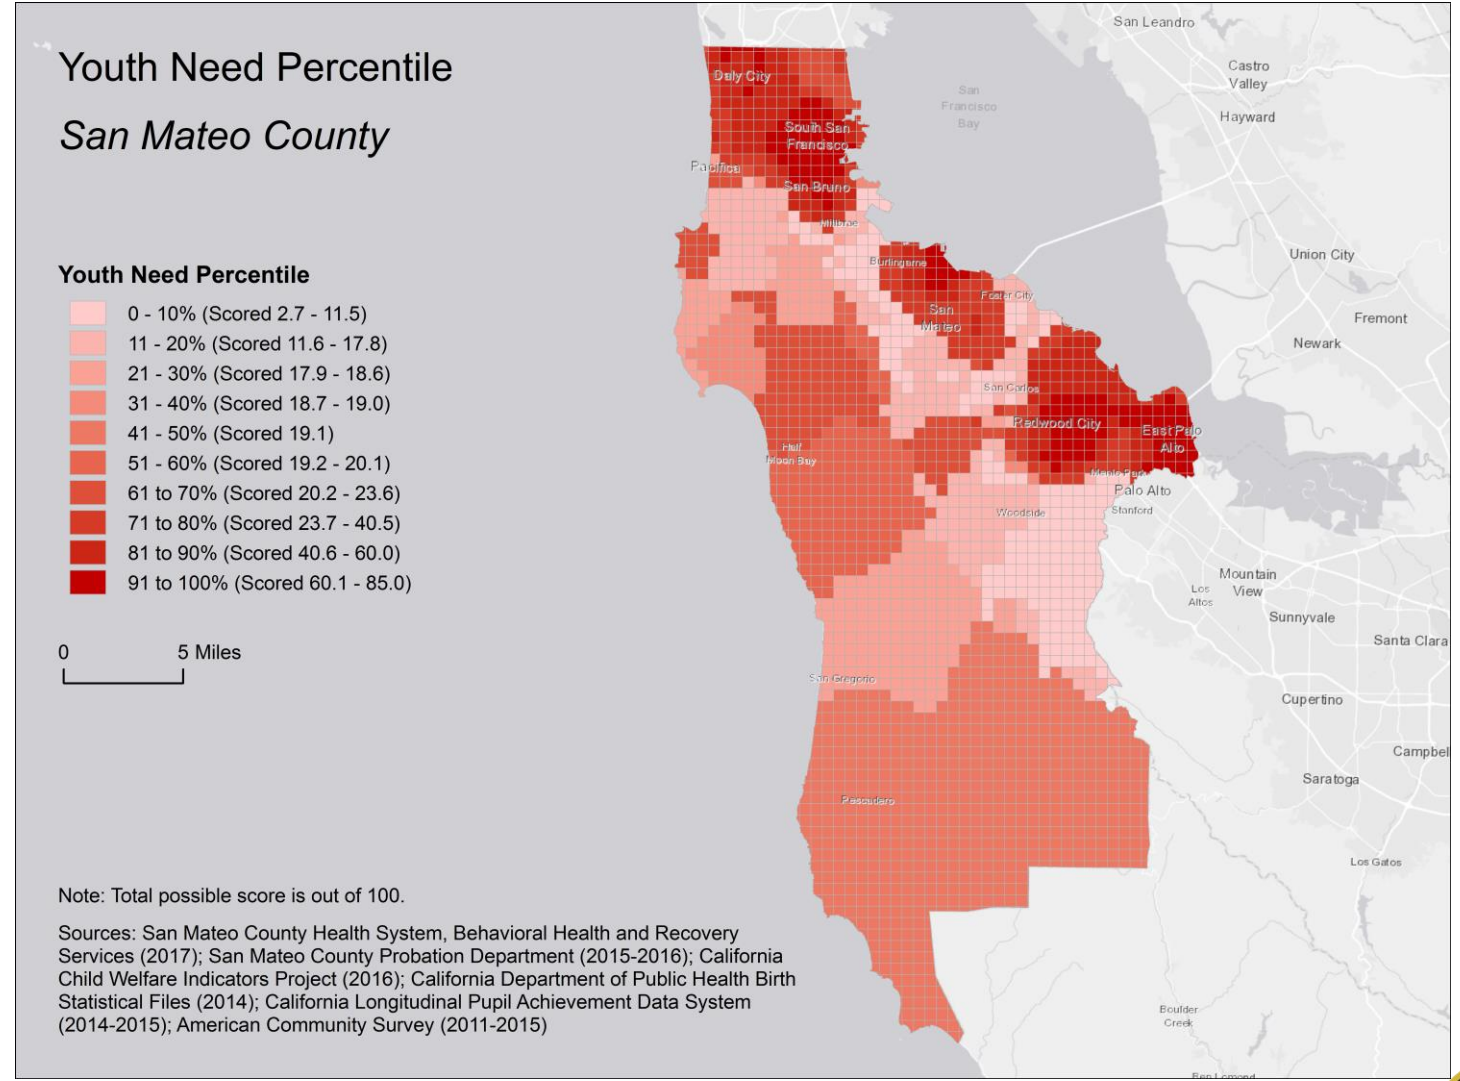 Youth Need Percentile
San Mateo County
Youth Need Percentile
0 - 10% (Scored 2.7 - 11.5)
11 - 20% (Scored 11.6 - 17.8)
21 - 30% (Scored 17.9 - 18.6)
31 - 40% (Scored 18.7 - 19.0)
41 - 50% (Scored 19.1)
51 - 60% (Scored 19.2 - 20.1)
61 to 70% (Scored 20.2 - 23.6)
71 to 80% (Scored 23.7 - 40.5)
81 to 90% (Scored 40.6 - 60.0)
91 to 100% (Scored 60.1 - 85.0)
0 5 Miles
Note: Total possible score is out of 100.
Sources: San Mateo County Health System, Behavioral Health and Recovery
Services (2017); San Mateo County Probation Department (2015-2016); California
Child Welfare Indicators Project (2016); California Department of Public Health Birth
Statistical Files (2014); California Longitudinal Pupil Achievement Data System
(2014-2015); American Community Survey (2011-2015)
San Leandro
Castro
Valley
Hayward
San
Francisco
Bay
Daly City
South San
Francisco
Pacifica
San Bruno
Millbrae
Burlingame
Foster City
San
Mateo
San Carlos
Redwood City
East Palo
Alto
Menlo Park
Palo Alto
Stanford
Half
Moon Bay
Woodside
San Gregorio
Pescadero
Union City
Fremont
Newark
Mountain
View
Los
Altos
Sunnyvale
Santa Clara
Cupertino
Campbel
Saratoga
Los Gatos
Boulder
Creek
Ben Lomond